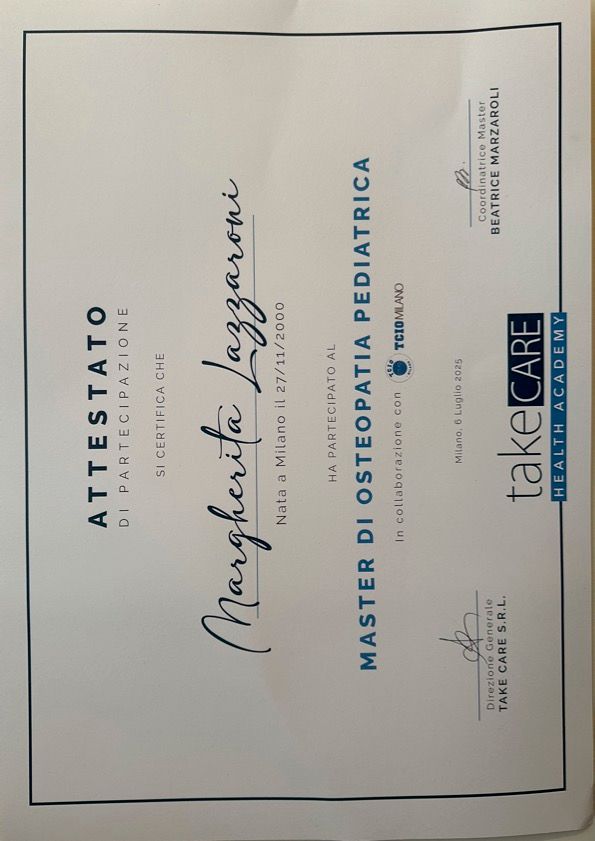 ATTESTATO
DI PARTECIPAZIONE
SI CERTIFICA CHE
Margherita Lazzaroni
Nata a Milano il 27/11/2000
HA PARTECIPATO AL
MASTER DI OSTEOPATIA PEDIATRICA
In collaborazione con TCIO MILANO
Milano, 6 Luglio 2025
Direzione Generale
TAKE CARE S.R.L.
takeCARE
HEALTH ACADEMY
Coordinatrice Master
BEATRICE MARZAROLI